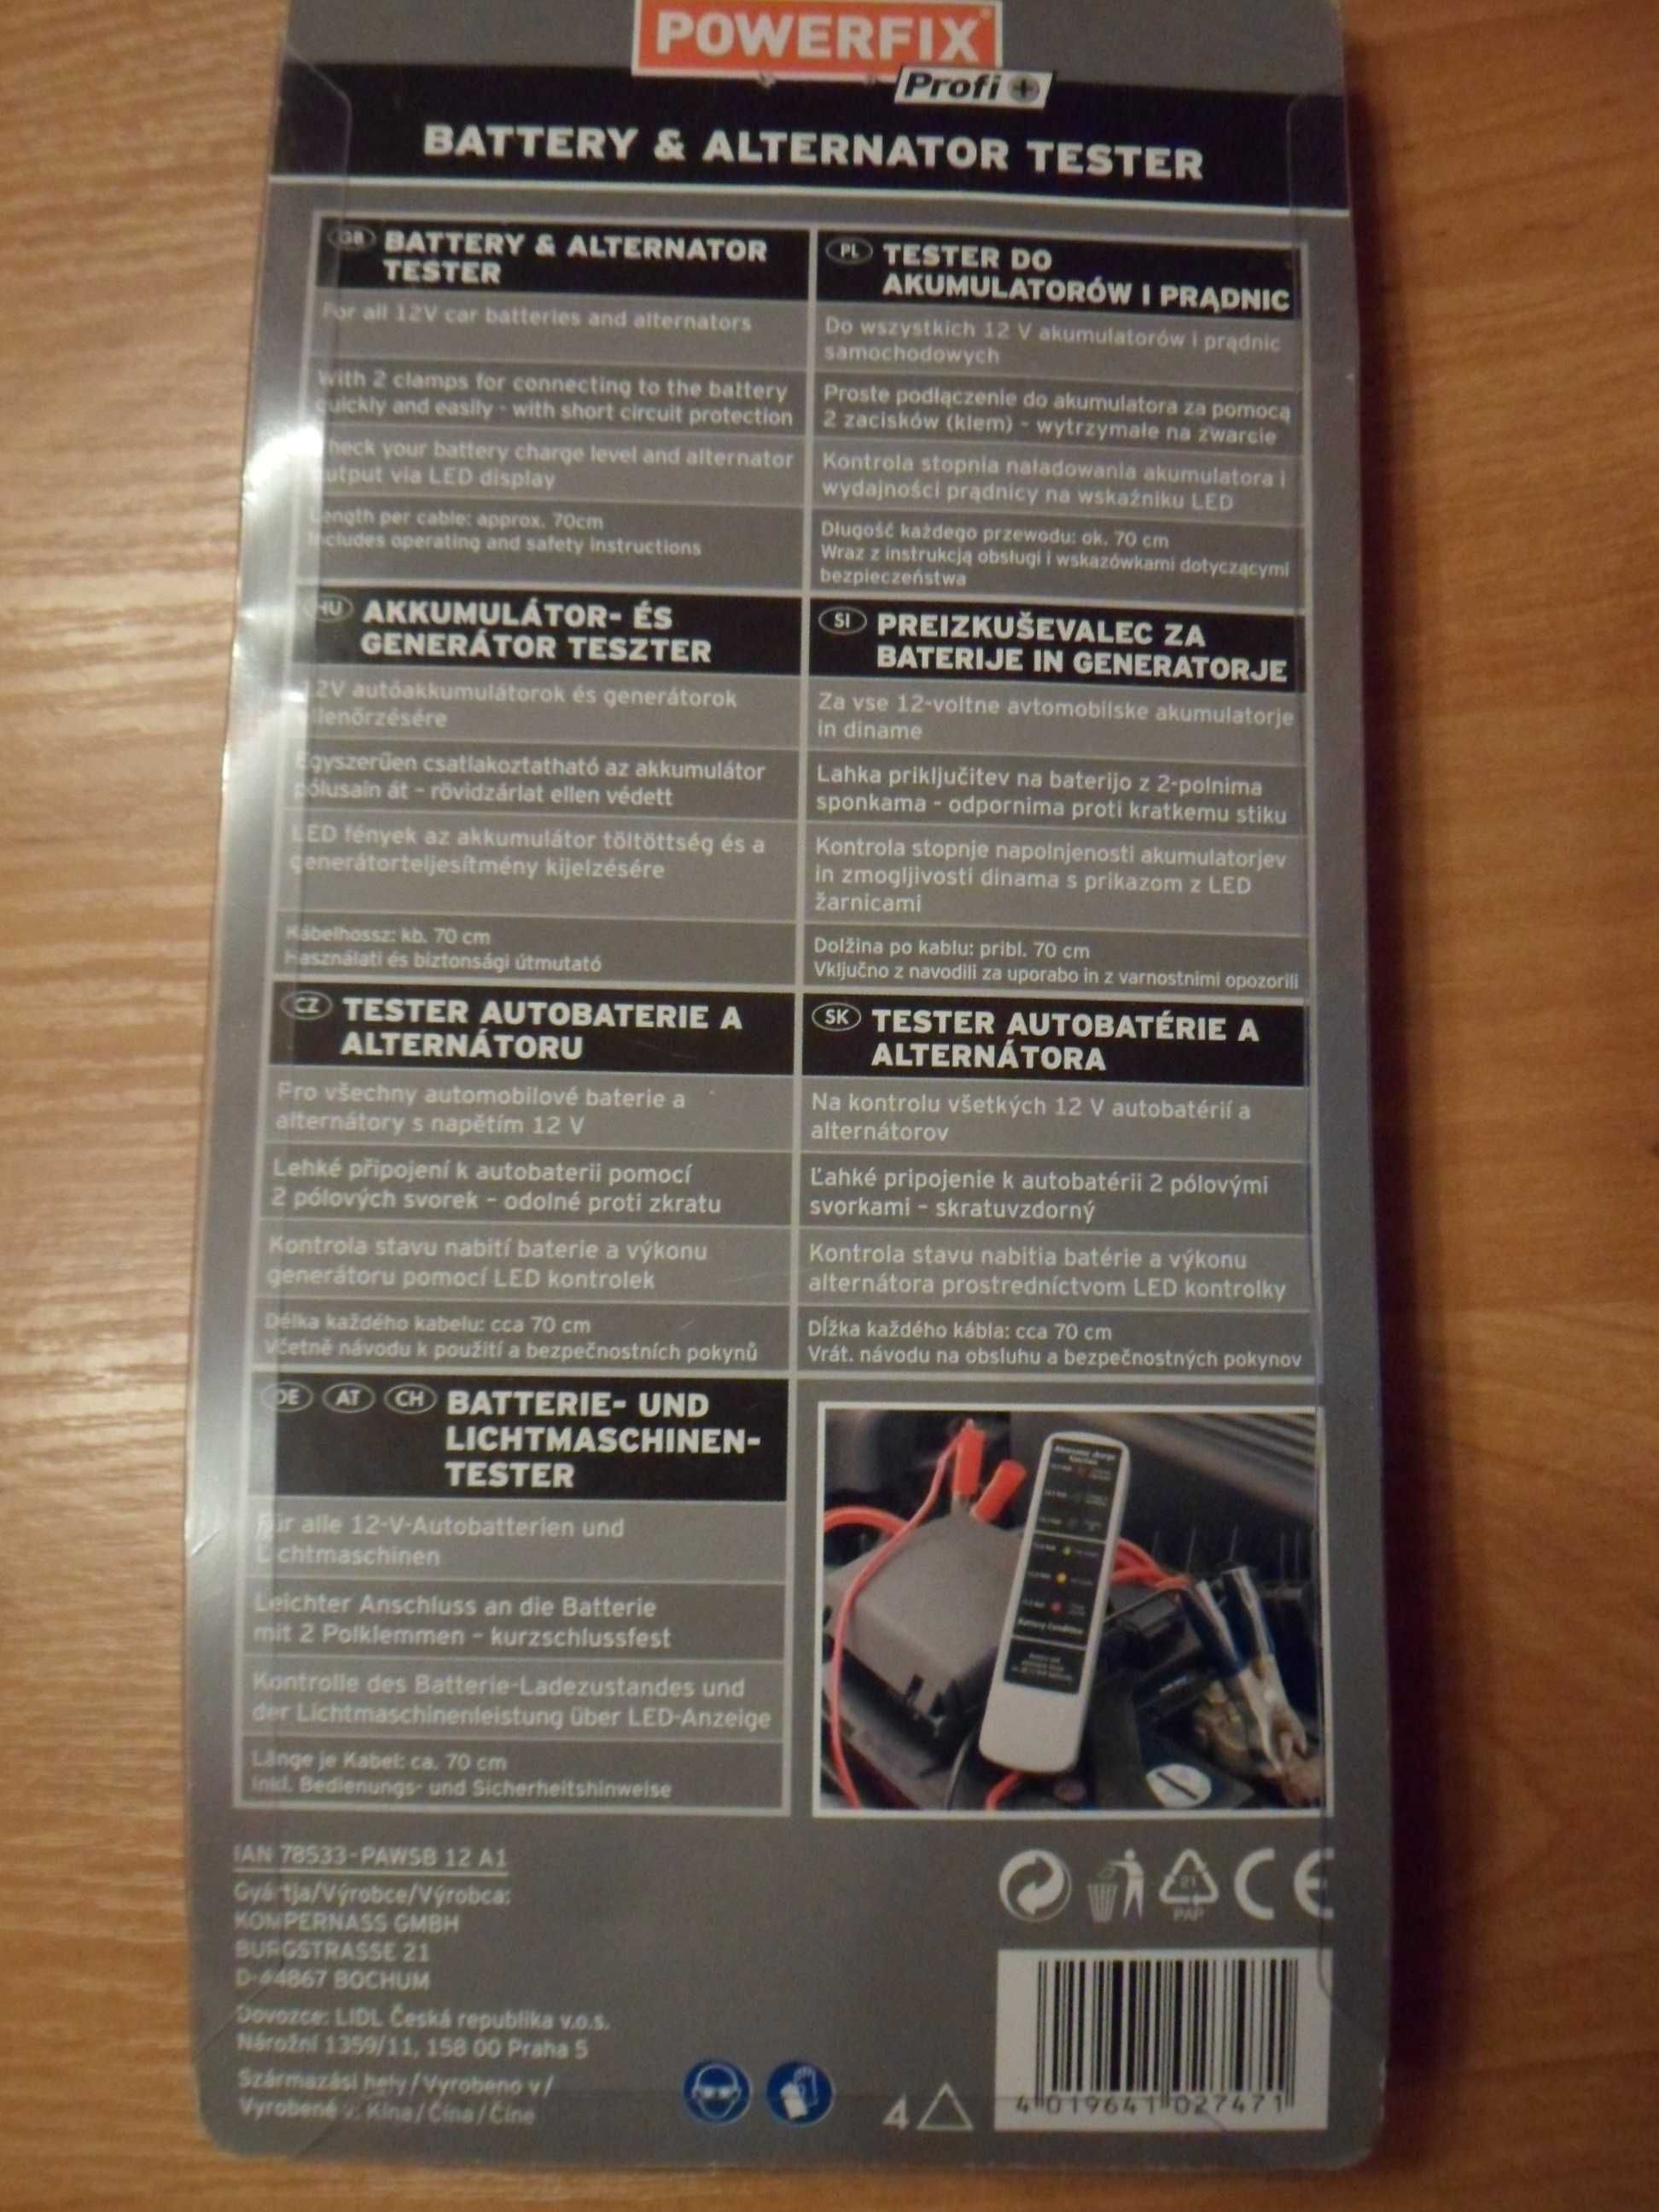 POWERFIX®
Profi+
BATTERY & ALTERNATOR TESTER
GB BATTERY & ALTERNATOR
TESTER
For all 12V car batteries and alternators
With 2 clamps for connecting to the battery
quickly and easily - with short circuit protection
heck your battery charge level and alternator
utput via LED display
Length per cable: approx. 70cm
Includes operating and safety instructions
PL TESTER DO
AKUMULATORÓW I PRĄDNIC
Do wszystkich 12 V akumulatorów i prądnic
samochodowych
Proste podłączenie do akumulatora za pomocą
2 zacisków (klem) - wytrzymałe na zwarcie
Kontrola stopnia naładowania akumulatora i
wydajności prądnicy na wskaźniku LED
Długość każdego przewodu: ok. 70 cm
Wraz z instrukcją obsługi i wskazówkami dotyczącymi
bezpieczeństwa
HU AKKUMULÁTOR- ÉS
GENERÁTOR TESZTER
12V autóakkumulátorok és generátorok
llenőrzésére
Egyszerűen csatlakoztatható az akkumulátor
pólusain át - rövidzárlat ellen védett
LED fények az akkumulátor töltöttség és a
generátorteljesítmény kijelzésére
Kábelhossz: kb. 70 cm
Használati és biztonsági útmutató
SI PREIZKUŠEVALEC ZA
BATERIJE IN GENERATORJE
Za vse 12-voltne avtomobilske akumulatorje
in diname
Lahka priključitev na baterijo z 2-polnima
sponkama - odpornima proti kratkemu stiku
Kontrola stopnje napolnjenosti akumulatorjev
in zmogljivosti dinama s prikazom z LED
žarnicami
Dolžina po kablu: pribl. 70 cm
Vključno z navodili za uporabo in z varnostnimi opozorili
CZ TESTER AUTOBATERIE A
ALTERNÁTORU
Pro všechny automobilové baterie a
alternátory s napětím 12 V
Lehké připojení k autobaterii pomocí
2 pólových svorek - odolné proti zkratu
Kontrola stavu nabití baterie a výkonu
generátoru pomocí LED kontrolek
Délka každého kabelu: cca 70 cm
Včetně návodu k použití a bezpečnostních pokynů
SK TESTER AUTOBATÉRIE A
ALTERNÁTORA
Na kontrolu všetkých 12 V autobatérií a
alternátorov
Ľahké pripojenie k autobatérii 2 pólovými
svorkami - skratuvzdorný
Kontrola stavu nabitia batérie a výkonu
alternátora prostredníctvom LED kontrolky
Dĺžka každého kábla: cca 70 cm
Vrát. návodu na obsluhu a bezpečnostných pokynov
DE AT CH BATTERIE- UND
LICHTMASCHINEN-
TESTER
Für alle 12-V-Autobatterien und
Lichtmaschinen
Leichter Anschluss an die Batterie
mit 2 Polklemmen - kurzschlussfest
Kontrolle des Batterie-Ladezustandes und
der Lichtmaschinenleistung über LED-Anzeige
Länge je Kabel: ca. 70 cm
Inkl. Bedienungs- und Sicherheitshinweise
Battery Condition
IAN 78533-PAWSB 12 A1
Gyártja/Výrobce/Výrobca:
KOMPERNASS GMBH
BURGSTRASSE 21
D-44867 BOCHUM
Dovozce: LIDL Česká republika v.o.s.
Nárožní 1359/11, 158 00 Praha 5
Származási hely/Vyrobeno v/
Vyrobené v: Kína/Čína/Číne
21
PAP
CE
4
4 019641 027471